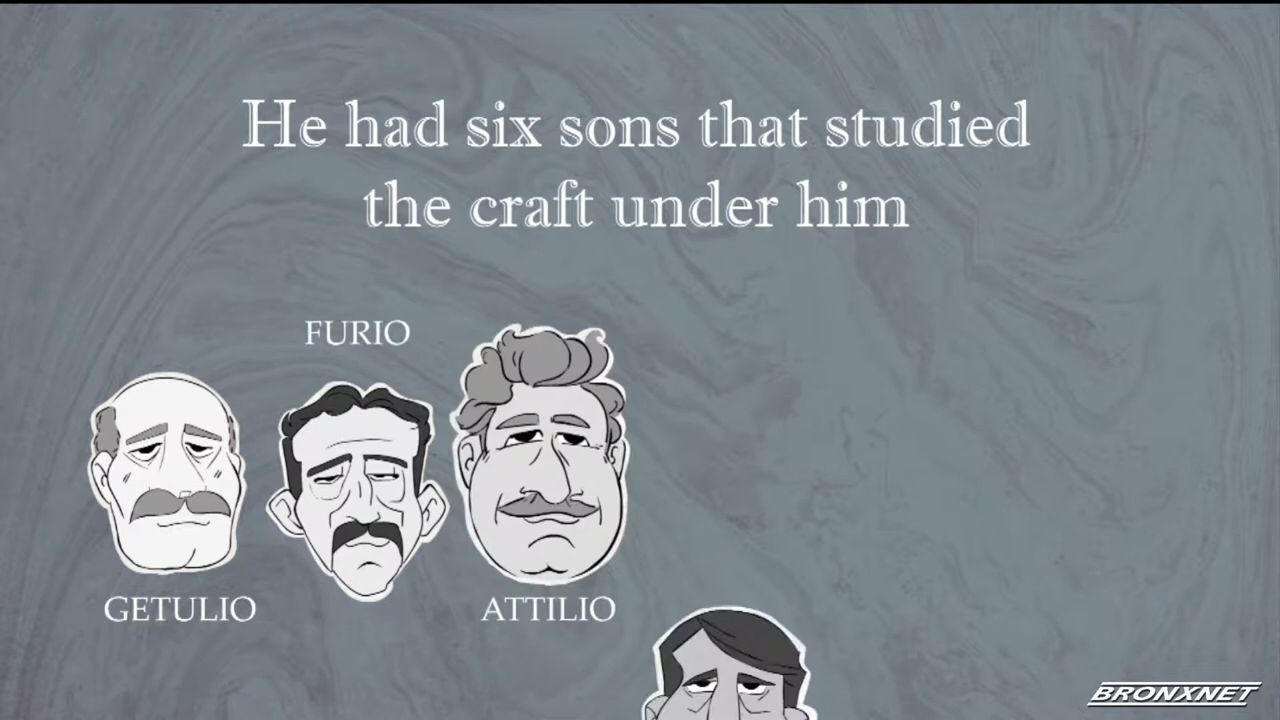 He had six sons that studied
the craft under him
FURIO
GETULIO
ATTILIO
BRONXNET